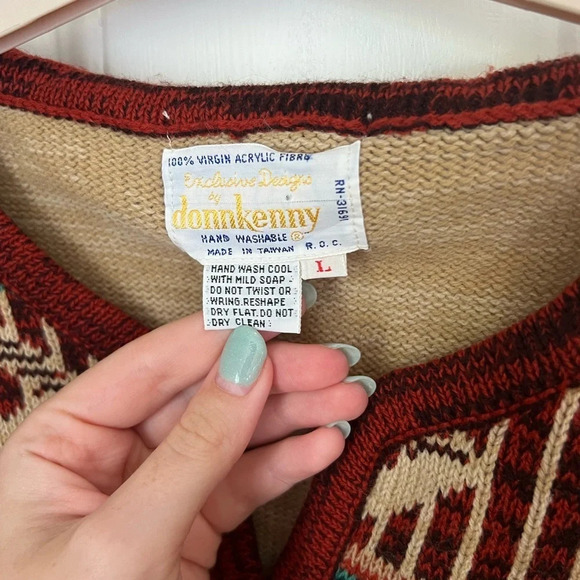 100% VIRGIN ACRYLIC FIBRE
Exclusive Designs
by
donnkenny
HAND WASHABLE ®
MADE IN TAIWAN R.O.C.
RN-31691
L
HAND WASH COOL
WITH MILD SOAP -
DO NOT TWIST OR
WRING.RESHAPE
DRY FLAT.DO NOT
DRY CLEAN